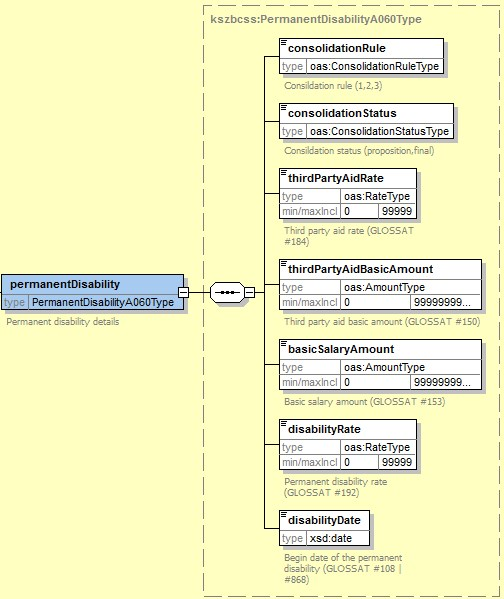 kszbcss:PermanentDisabilityA060Type
consolidationRule
type oas:ConsolidationRuleType
Consildation rule (1,2,3)
consolidationStatus
type oas:ConsolidationStatusType
Consildation status (proposition,final)
thirdPartyAidRate
type oas:RateType
min/maxIncl 0 99999
Third party aid rate (GLOSSAT
#184)
permanentDisability
type PermanentDisabilityA060Type
Permanent disability details
thirdPartyAidBasicAmount
type oas:AmountType
min/maxIncl 0 99999999...
Third party aid basic amount (GLOSSAT #150)
basicSalaryAmount
type oas:AmountType
min/maxIncl 0 99999999...
Basic salary amount (GLOSSAT #153)
disabilityRate
type oas:RateType
min/maxIncl 0 99999
Permanent disability rate
(GLOSSAT #192)
disabilityDate
type xsd:date
Begin date of the permanent
disability (GLOSSAT #108 |
#868)